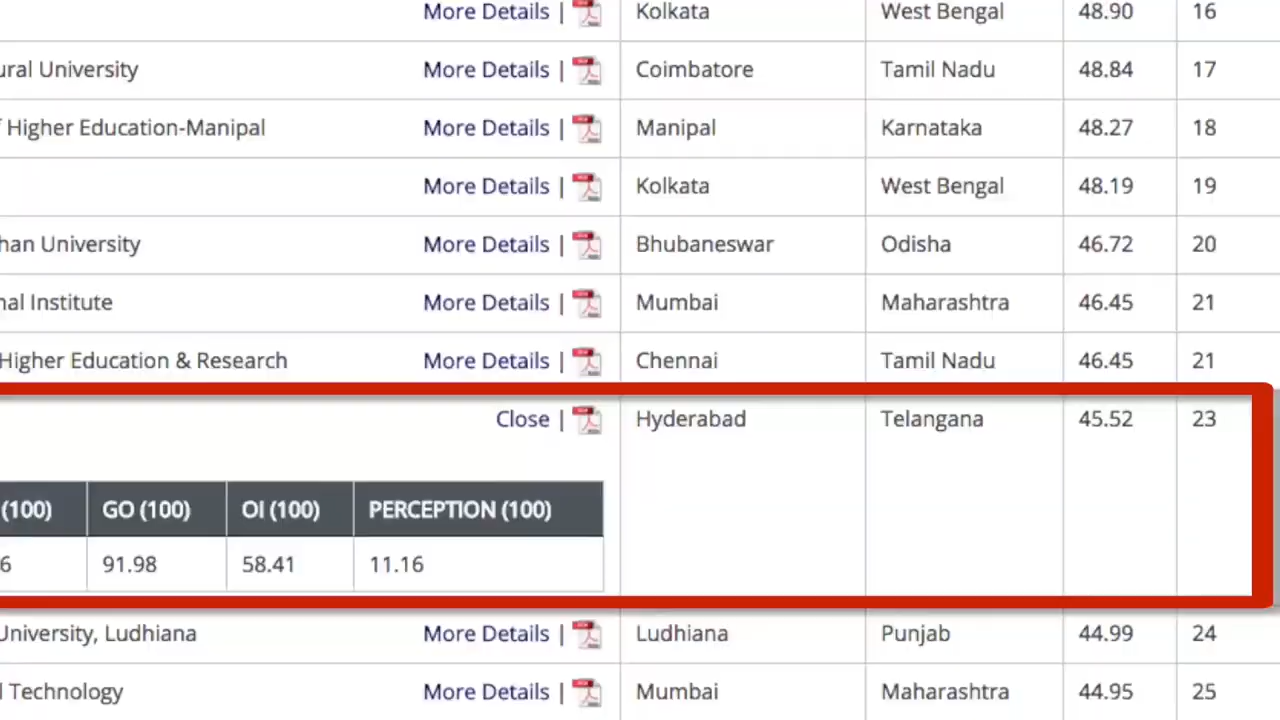 More Details | Kolkata West Bengal 48.90 16
ural University More Details | Coimbatore Tamil Nadu 48.84 17
Higher Education-Manipal More Details | Manipal Karnataka 48.27 18
More Details | Kolkata West Bengal 48.19 19
han University More Details | Bhubaneswar Odisha 46.72 20
nal Institute More Details | Mumbai Maharashtra 46.45 21
Higher Education & Research More Details | Chennai Tamil Nadu 46.45 21
Close | Hyderabad Telangana 45.52 23
(100) GO (100) OI (100) PERCEPTION (100)
6 91.98 58.41 11.16
University, Ludhiana More Details | Ludhiana Punjab 44.99 24
l Technology More Details | Mumbai Maharashtra 44.95 25